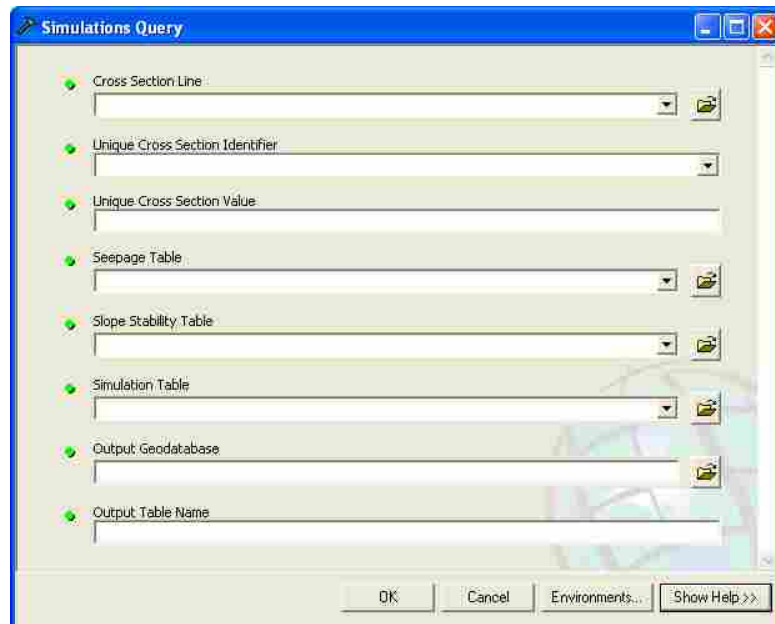 Simulations Query
Cross Section Line
Unique Cross Section Identifier
Unique Cross Section Value
Seepage Table
Slope Stability Table
Simulation Table
Output Geodatabase
Output Table Name
OK Cancel Environments... Show Help >>